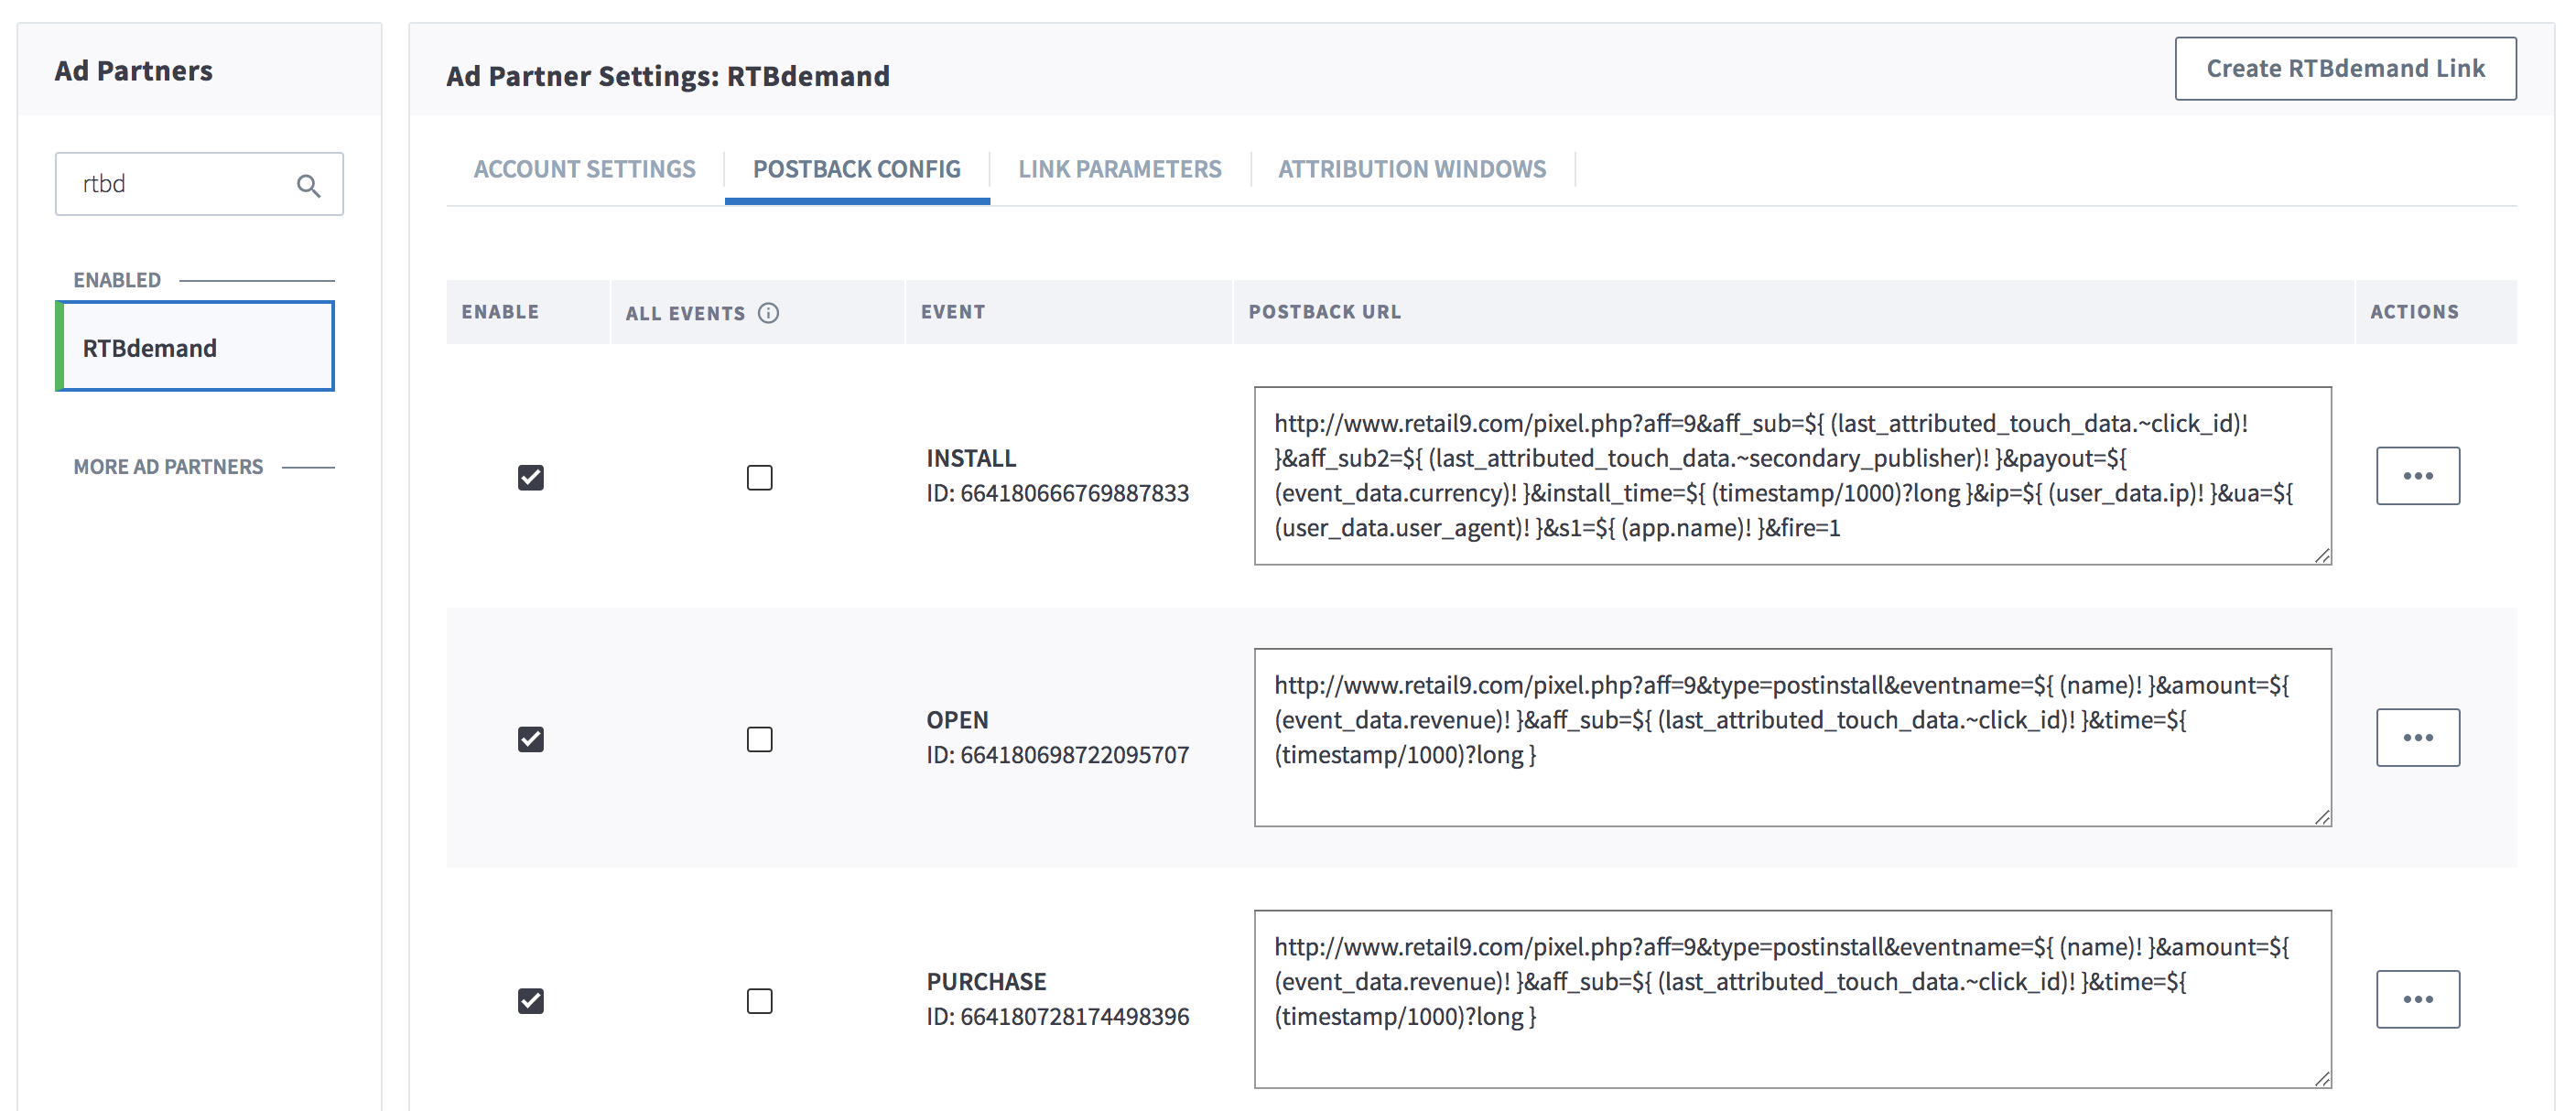 Ad Partners
rtbd
ENABLED
RTBdemand
MORE AD PARTNERS
Ad Partner Settings: RTBdemand
Create RTBdemand Link
ACCOUNT SETTINGS
POSTBACK CONFIG
LINK PARAMETERS
ATTRIBUTION WINDOWS
ENABLE
ALL EVENTS
EVENT
POSTBACK URL
ACTIONS
INSTALL
ID: 664180666769887833
http://www.retail9.com/pixel.php?aff=9&aff_sub=${ (last_attributed_touch_data.~click_id)!
}&aff_sub2=${ (last_attributed_touch_data.~secondary_publisher)! }&payout=${
(event_data.currency)! }&install_time=${ (timestamp/1000)?long }&ip=${ (user_data.ip)! }&ua=${
(user_data.user_agent)! }&s1=${ (app.name)! }&fire=1
OPEN
ID: 664180698722095707
http://www.retail9.com/pixel.php?aff=9&type=postinstall&eventname=${ (name)! }&amount=${
(event_data.revenue)! }&aff_sub=${ (last_attributed_touch_data.~click_id)! }&time=${
(timestamp/1000)?long }
PURCHASE
ID: 664180728174498396
http://www.retail9.com/pixel.php?aff=9&type=postinstall&eventname=${ (name)! }&amount=${
(event_data.revenue)! }&aff_sub=${ (last_attributed_touch_data.~click_id)! }&time=${
(timestamp/1000)?long }